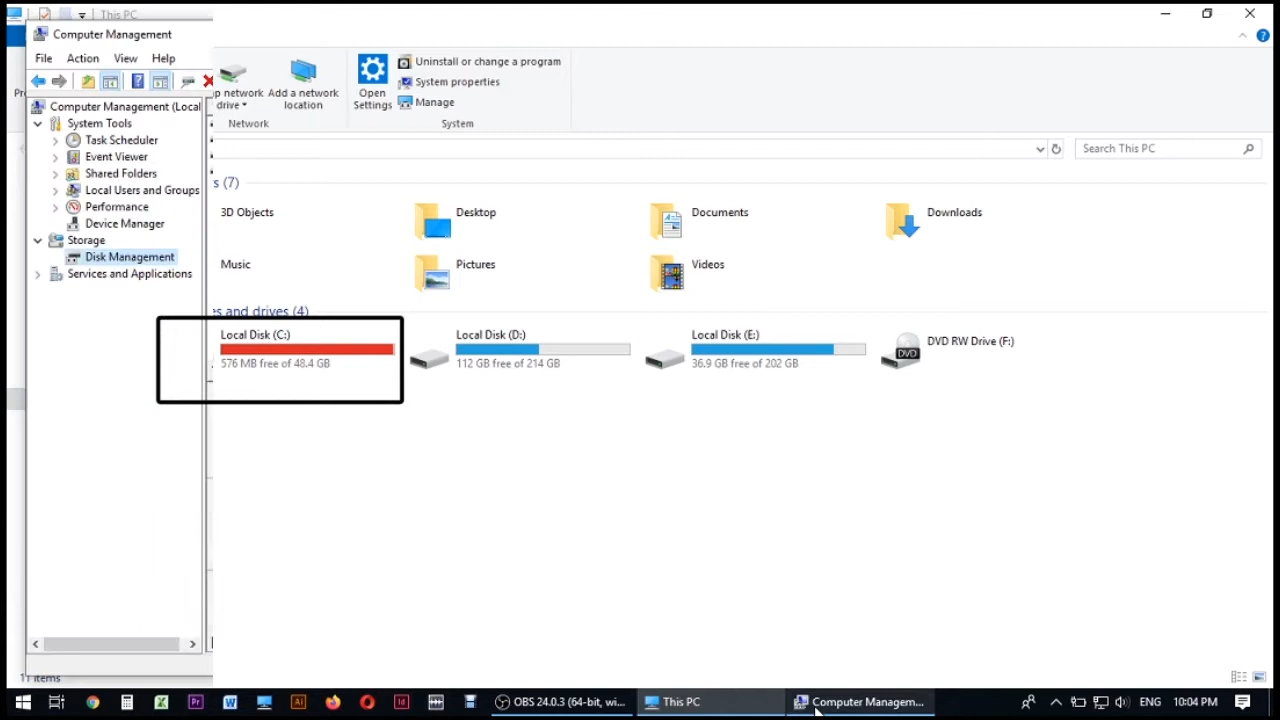 This PC
Computer Management
File Action View Help
Computer Management (Local
System Tools
Task Scheduler
Event Viewer
Shared Folders
Local Users and Groups
Performance
Device Manager
Storage
Disk Management
Services and Applications
11 items
p network drive
Add a network location
Network
Open Settings
Uninstall or change a program
System properties
Manage
System
Search This PC
s (7)
3D Objects
Desktop
Documents
Downloads
Music
Pictures
Videos
es and drives (4)
Local Disk (C:)
576 MB free of 48.4 GB
Local Disk (D:)
112 GB free of 214 GB
Local Disk (E:)
36.9 GB free of 202 GB
DVD RW Drive (F:)
DVD
OBS 24.0.3 (64-bit, wi...
This PC
Computer Managem...
ENG
10:04 PM